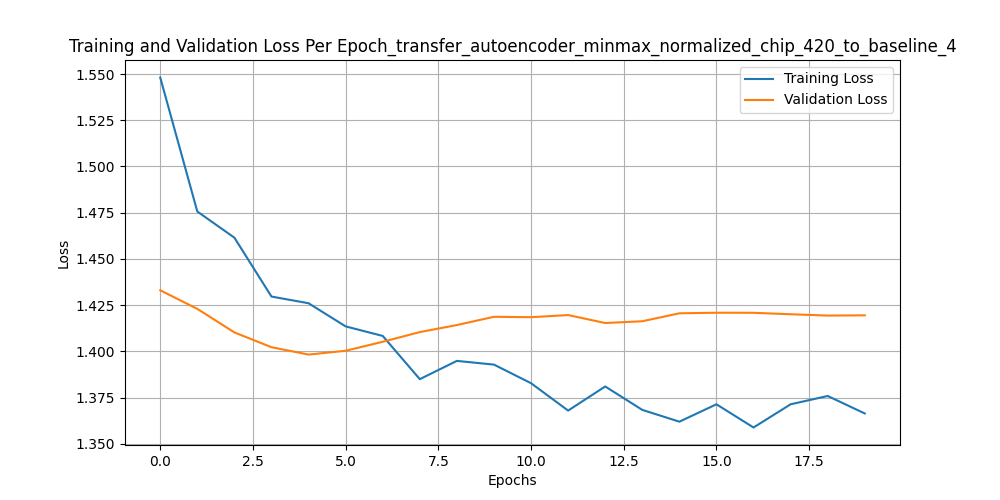 Training and Validation Loss Per Epoch_transfer_autoencoder_minmax_normalized_chip_420_to_baseline_4
Training Loss
Validation Loss
1.550
1.525
1.500
1.475
1.450
1.425
1.400
1.375
1.350
Loss
0.0 2.5 5.0 7.5 10.0 12.5 15.0 17.5
Epochs